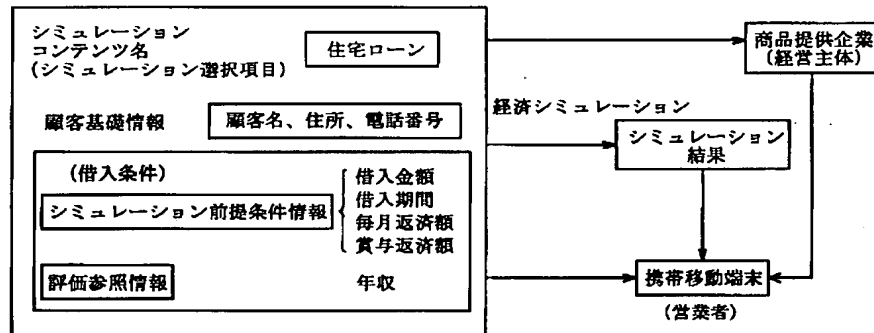 シミュレーション
コンテンツ名
(シミュレーション選択項目)
住宅ローン
顧客基礎情報
顧客名、住所、電話番号
(借入条件)
シミュレーション前提条件情報
借入金額
借入期間
毎月返済額
賞与返済額
評価参照情報
年収
経済シミュレーション
商品提供企業
(経営主体)
シミュレーション
結果
携帯移動端末
(営業者)